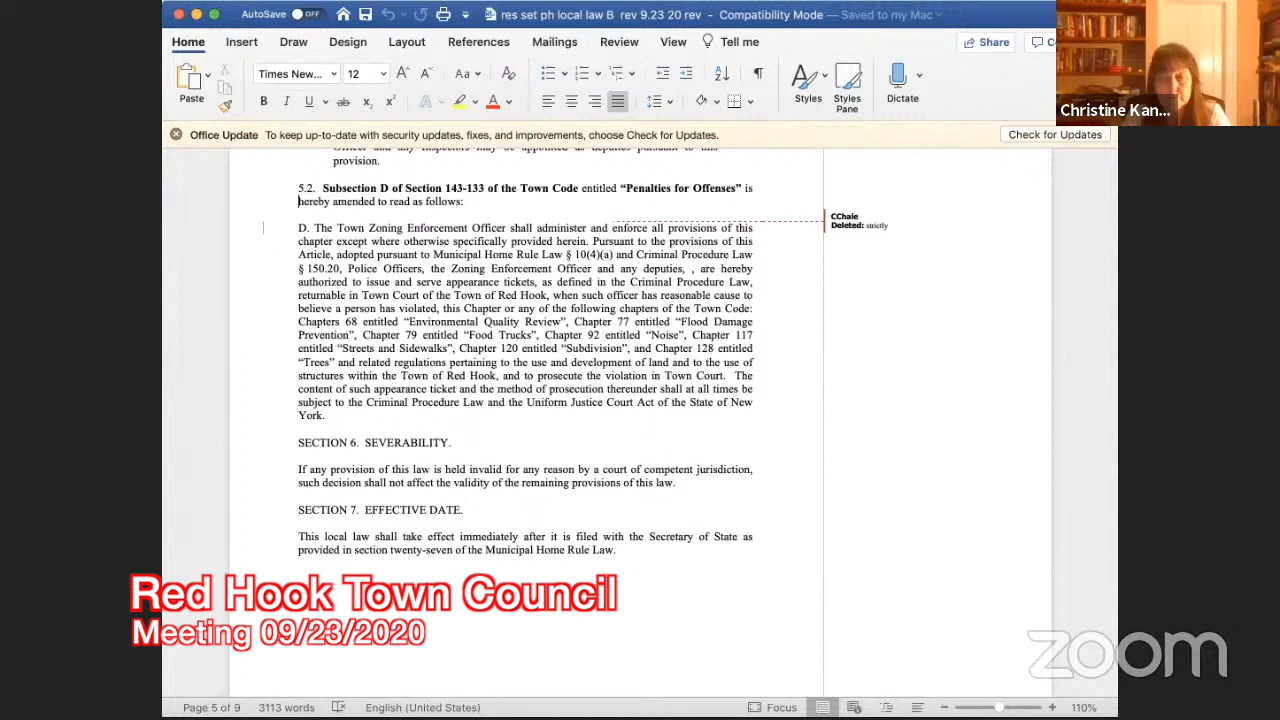 AutoSave OFF res set ph local law B rev 9.23 20 rev - Compatibility Mode — Saved to my Mac
Home Insert Draw Design Layout References Mailings Review View Tell me Share Co
Times New... 12 Aa
Paste B I U ab x₂ x² A A Styles Styles Pane Dictate
Christine Kan...
Office Update To keep up-to-date with security updates, fixes, and improvements, choose Check for Updates. Check for Updates
Officer and any Inspectors may be appointed as deputies pursuant to this
provision.
5.2. Subsection D of Section 143-133 of the Town Code entitled “Penalties for Offenses” is
hereby amended to read as follows:
CChale
Deleted: strictly
D. The Town Zoning Enforcement Officer shall administer and enforce all provisions of this
chapter except where otherwise specifically provided herein. Pursuant to the provisions of this
Article, adopted pursuant to Municipal Home Rule Law § 10(4)(a) and Criminal Procedure Law
§ 150.20, Police Officers, the Zoning Enforcement Officer and any deputies, , are hereby
authorized to issue and serve appearance tickets, as defined in the Criminal Procedure Law,
returnable in Town Court of the Town of Red Hook, when such officer has reasonable cause to
believe a person has violated, this Chapter or any of the following chapters of the Town Code:
Chapters 68 entitled “Environmental Quality Review”, Chapter 77 entitled “Flood Damage
Prevention”, Chapter 79 entitled “Food Trucks”, Chapter 92 entitled “Noise”, Chapter 117
entitled “Streets and Sidewalks”, Chapter 120 entitled “Subdivision”, and Chapter 128 entitled
“Trees” and related regulations pertaining to the use and development of land and to the use of
structures within the Town of Red Hook, and to prosecute the violation in Town Court. The
content of such appearance ticket and the method of prosecution thereunder shall at all times be
subject to the Criminal Procedure Law and the Uniform Justice Court Act of the State of New
York.
SECTION 6. SEVERABILITY.
If any provision of this law is held invalid for any reason by a court of competent jurisdiction,
such decision shall not affect the validity of the remaining provisions of this law.
SECTION 7. EFFECTIVE DATE.
This local law shall take effect immediately after it is filed with the Secretary of State as
provided in section twenty-seven of the Municipal Home Rule Law.
Red Hook Town Council
Meeting 09/23/2020
zoom
Page 5 of 9 3113 words English (United States) Focus 110%